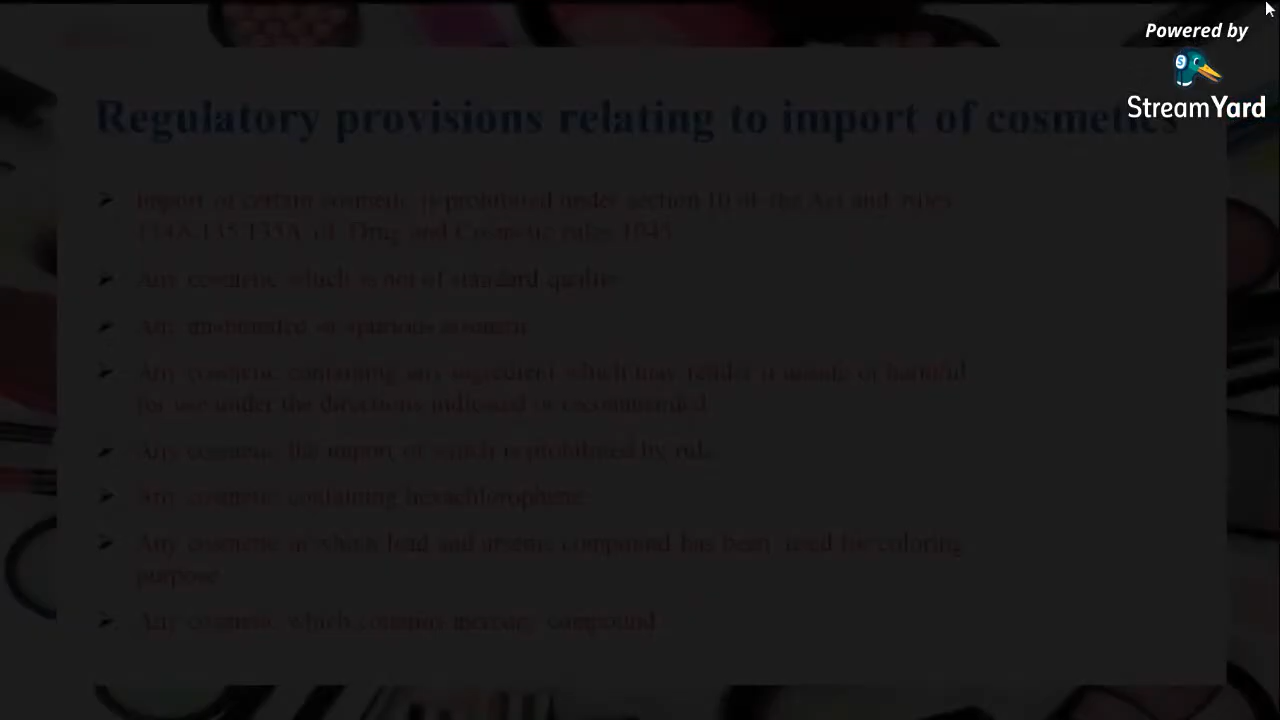 Powered by
StreamYard
Regulatory provisions relating to import of cosmetics
Import of certain cosmetic is prohibited under section 10 of the Act and rules
134A,135,135A of Drug and Cosmetic rules 1945
Any cosmetic which is not of standard quality
Any misbranded or spurious cosmetic
Any cosmetic containing any ingredient which may render it unsafe or harmful
for use under the directions indicated or recommended
Any cosmetic the import of which is prohibited by rule
Any cosmetic containing hexachlorophene
Any cosmetic in which lead and arsenic compound has been used for coloring
purpose
Any cosmetic which contains mercury compound